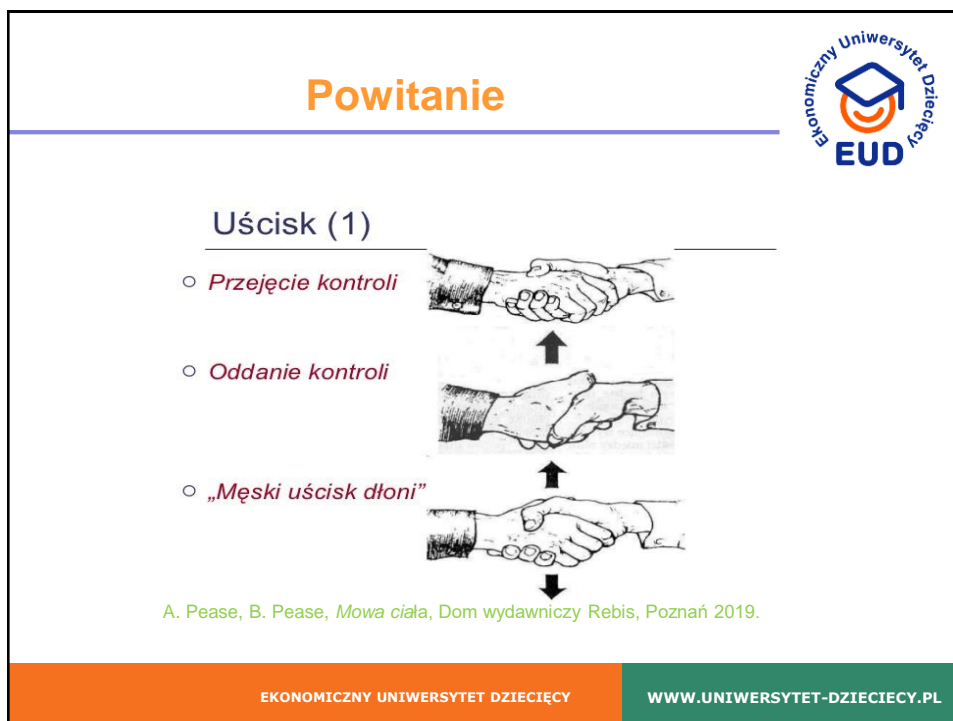 Powitanie
Ekonomiczny Uniwersytet Dziecięcy
EUD
Uścisk (1)
Przejęcie kontroli
Oddanie kontroli
„Męski uścisk dłoni”
A. Pease, B. Pease, Mowa ciała, Dom wydawniczy Rebis, Poznań 2019.
EKONOMICZNY UNIWERSYTET DZIECIĘCY
WWW.UNIWERSYTET-DZIECIECY.PL